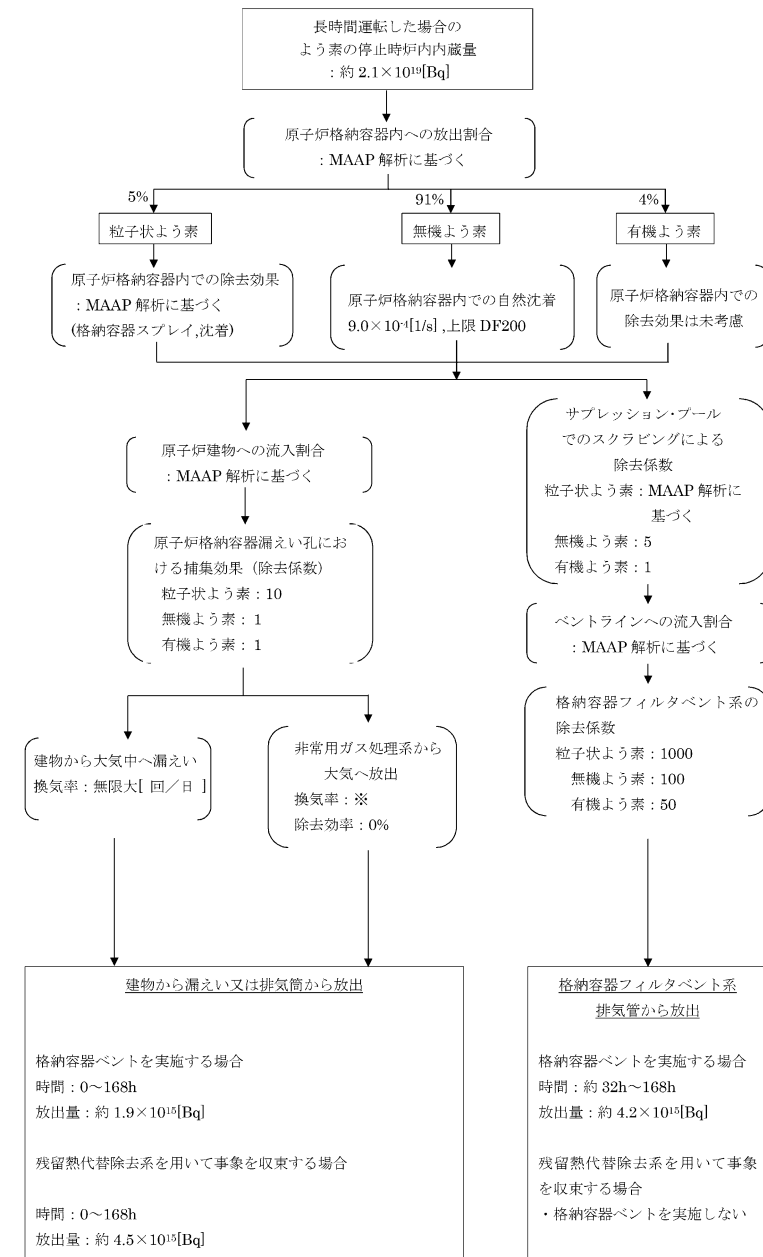 長時間運転した場合の
よう素の停止時炉内内蔵量
：約 2.1×10¹⁹[Bq]
原子炉格納容器内への放出割合
：MAAP 解析に基づく
5%
91%
4%
粒子状よう素
無機よう素
有機よう素
原子炉格納容器内での除去効果
：MAAP 解析に基づく
(格納容器スプレイ,沈着)
原子炉格納容器内での自然沈着
9.0×10⁻⁴[1/s] ,上限 DF200
原子炉格納容器内での
除去効果は未考慮
原子炉建物への流入割合
：MAAP 解析に基づく
原子炉格納容器漏えい孔にお
ける捕集効果（除去係数）
粒子状よう素：10
無機よう素：1
有機よう素：1
サプレッション・プール
でのスクラビングによる
除去係数
粒子状よう素：MAAP 解析に
基づく
無機よう素：5
有機よう素：1
ベントラインへの流入割合
：MAAP 解析に基づく
格納容器フィルタベント系の
除去係数
粒子状よう素：1000
無機よう素：100
有機よう素：50
建物から大気中へ漏えい
換気率：無限大[ 回／日 ]
非常用ガス処理系から
大気へ放出
換気率：※
除去効率：0%
建物から漏えい又は排気筒から放出
格納容器ベントを実施する場合
時間：0～168h
放出量：約 1.9×10¹⁵[Bq]
残留熱代替除去系を用いて事象を収束する場合
時間：0～168h
放出量：約 4.5×10¹⁵[Bq]
格納容器フィルタベント系
排気管から放出
格納容器ベントを実施する場合
時間：約 32h～168h
放出量：約 4.2×10¹⁵[Bq]
残留熱代替除去系を用いて事象
を収束する場合
・格納容器ベントを実施しない